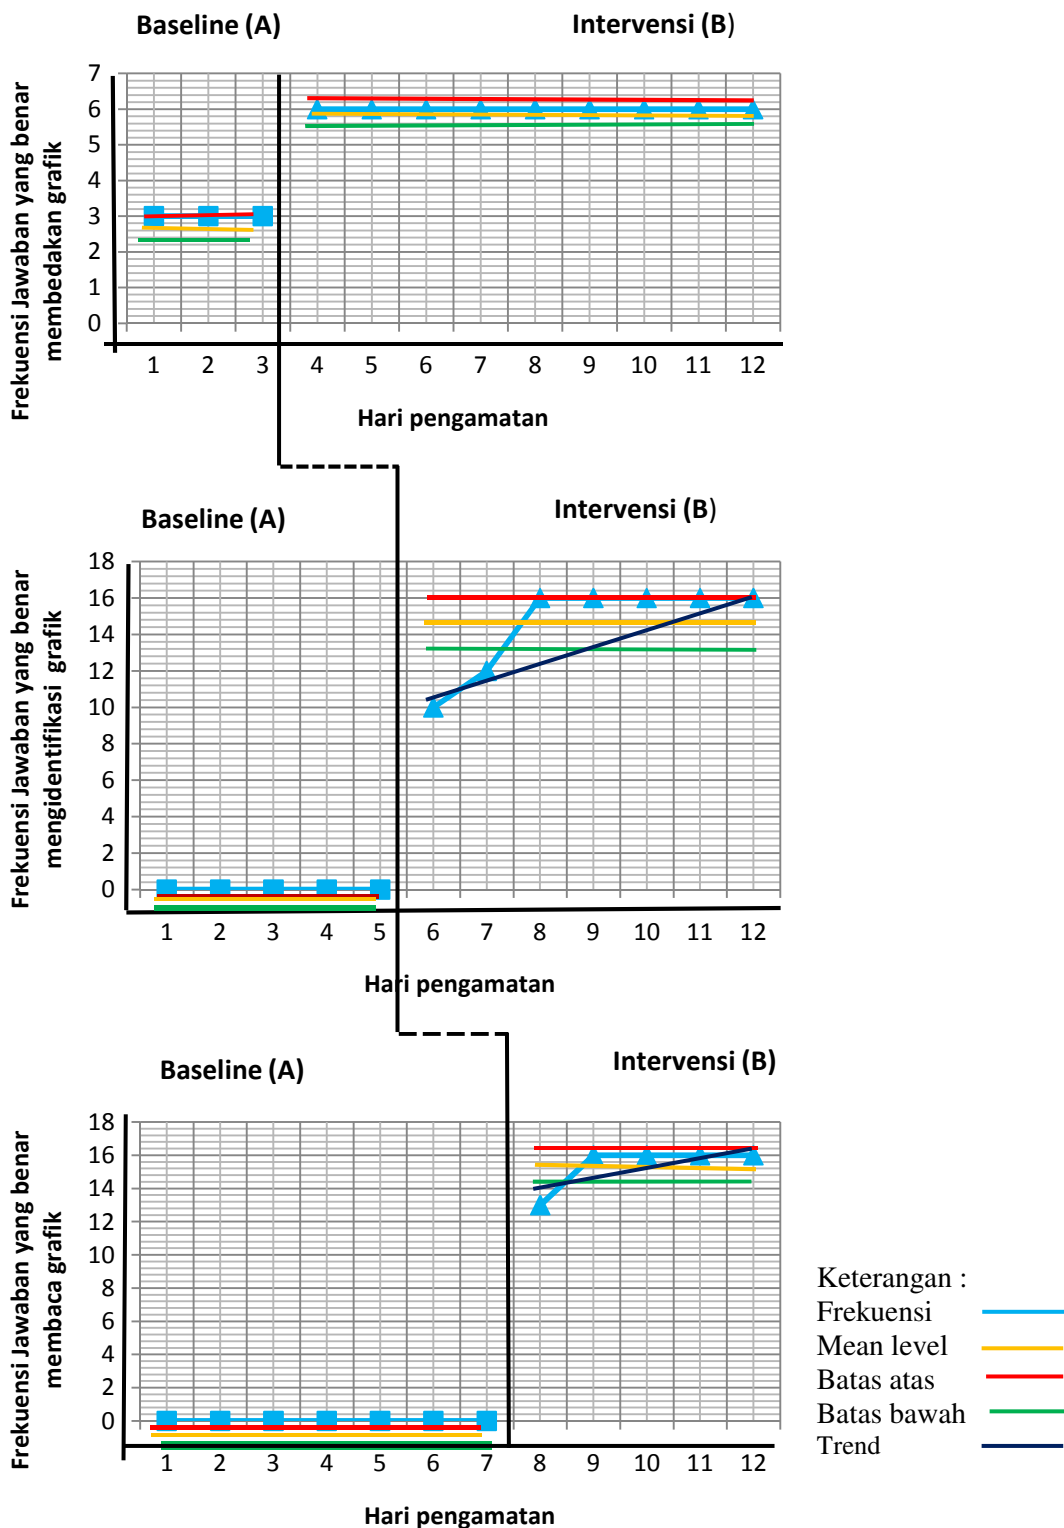 Baseline (A)
Intervensi (B)
Frekuensi Jawaban yang benar
membedakan grafik
7
6
5
4
3
2
1
0
1 2 3 4 5 6 7 8 9 10 11 12
Hari pengamatan
Baseline (A)
Intervensi (B)
Frekuensi Jawaban yang benar
mengidentifikasi grafik
18
16
14
12
10
8
6
4
2
0
1 2 3 4 5 6 7 8 9 10 11 12
Hari pengamatan
Baseline (A)
Intervensi (B)
Frekuensi Jawaban yang benar
membaca grafik
18
16
14
12
10
8
6
4
2
0
1 2 3 4 5 6 7 8 9 10 11 12
Hari pengamatan
Keterangan :
Frekuensi
Mean level
Batas atas
Batas bawah
Trend